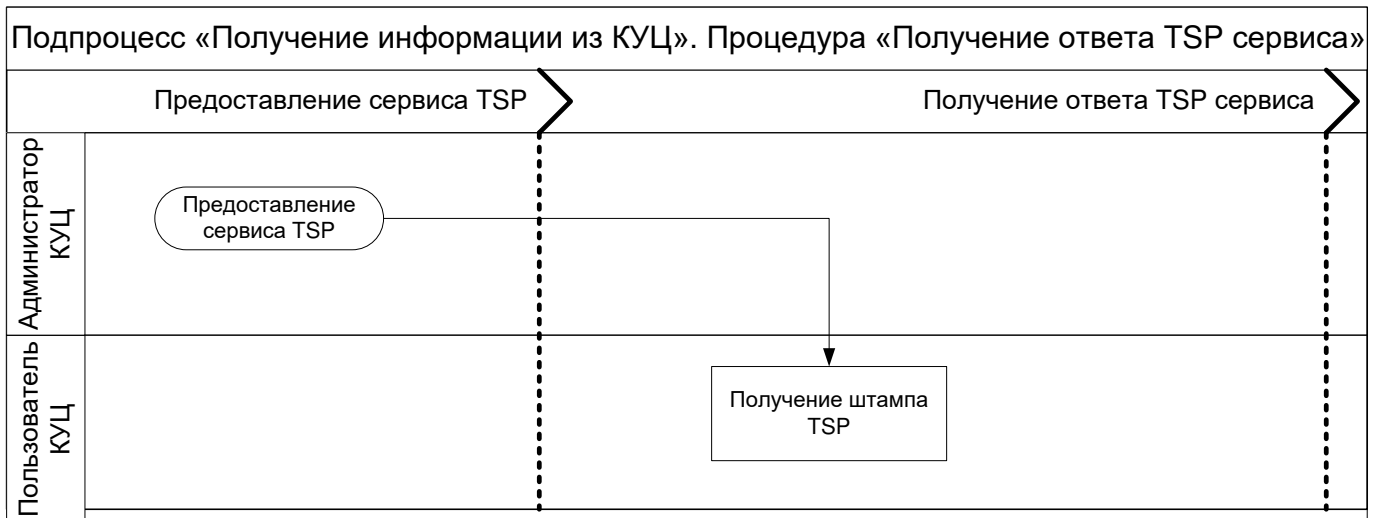 Подпроцесс «Получение информации из КУЦ». Процедура «Получение ответа TSP сервиса»
Предоставление сервиса TSP
Получение ответа TSP сервиса
Администратор
КУЦ
Предоставление
сервиса TSP
Пользователь
КУЦ
Получение штампа
TSP